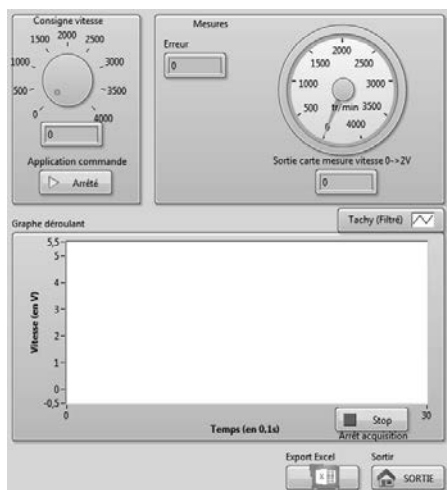 Consigne vitesse
0
500
1000
1500
2000
2500
3000
3500
4000
0
Application commande
Arrêté
Mesures
Erreur
0
0
500
1000
1500
2000
2500
3000
3500
4000
tr/min
Sortie carte mesure vitesse 0->2V
0
Graphe déroulant
Tachy (Filtré)
Vitesse (en V)
5,5
5
4
3
2
1
0
-0,5
0
30
Temps (en 0,1s)
Stop
Arrêt acquisition
Export Excel
Sortir
SORTIE